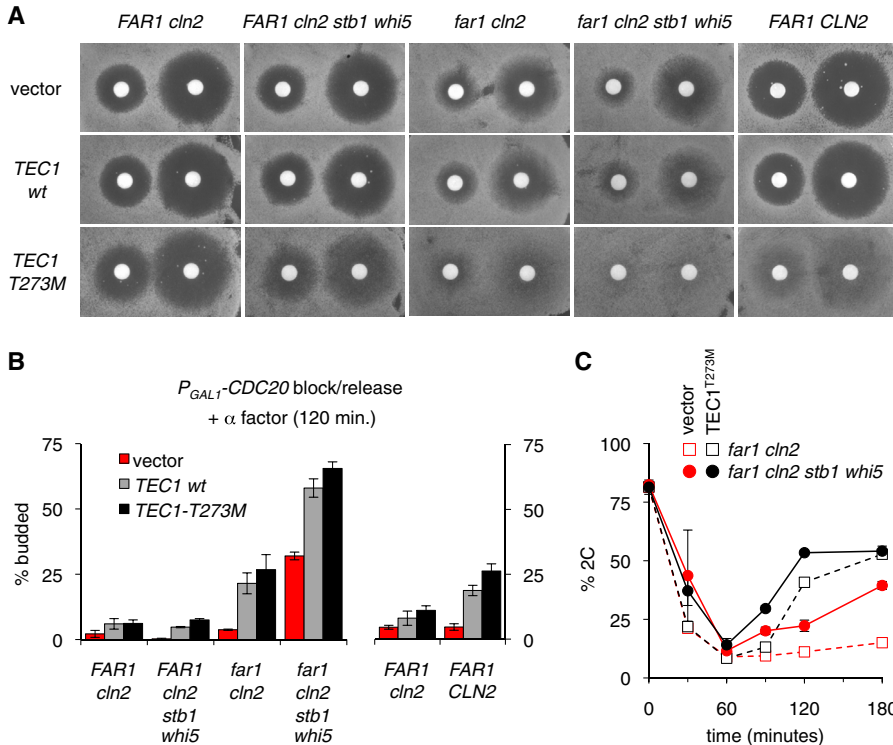 A
FAR1 cln2
FAR1 cln2 stb1 whi5
far1 cln2
far1 cln2 stb1 whi5
FAR1 CLN2
vector
TEC1
wt
TEC1
T273M
B
P_GAL1-CDC20 block/release
+ α factor (120 min.)
75
50
25
0
% budded
vector
TEC1 wt
TEC1-T273M
75
50
25
0
FAR1
cln2
FAR1
cln2
stb1
whi5
far1
cln2
far1
cln2
stb1
whi5
FAR1
cln2
FAR1
CLN2
C
vector
TEC1^T273M
far1 cln2
far1 cln2 stb1 whi5
100
75
50
25
0
% 2C
0
60
120
180
time (minutes)